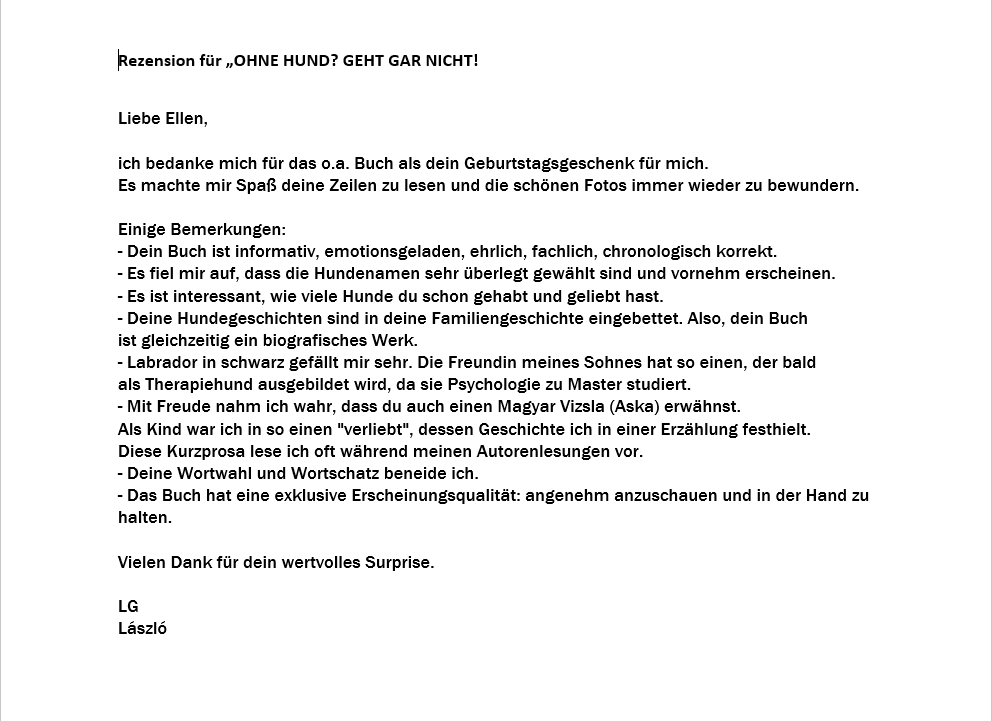 Rezension für „OHNE HUND? GEHT GAR NICHT!
Liebe Ellen,
ich bedanke mich für das o.a. Buch als dein Geburtstagsgeschenk für mich.
Es machte mir Spaß deine Zeilen zu lesen und die schönen Fotos immer wieder zu bewundern.
Einige Bemerkungen:
- Dein Buch ist informativ, emotionsgeladen, ehrlich, fachlich, chronologisch korrekt.
- Es fiel mir auf, dass die Hundenamen sehr überlegt gewählt sind und vornehm erscheinen.
- Es ist interessant, wie viele Hunde du schon gehabt und geliebt hast.
- Deine Hundegeschichten sind in deine Familiengeschichte eingebettet. Also, dein Buch
ist gleichzeitig ein biografisches Werk.
- Labrador in schwarz gefällt mir sehr. Die Freundin meines Sohnes hat so einen, der bald
als Therapiehund ausgebildet wird, da sie Psychologie zu Master studiert.
- Mit Freude nahm ich wahr, dass du auch einen Magyar Vizsla (Aska) erwähnst.
Als Kind war ich in so einen "verliebt", dessen Geschichte ich in einer Erzählung festhielt.
Diese Kurzprosa lese ich oft während meinen Autorenlesungen vor.
- Deine Wortwahl und Wortschatz beneide ich.
- Das Buch hat eine exklusive Erscheinungsqualität: angenehm anzuschauen und in der Hand zu
halten.
Vielen Dank für dein wertvolles Surprise.
LG
László